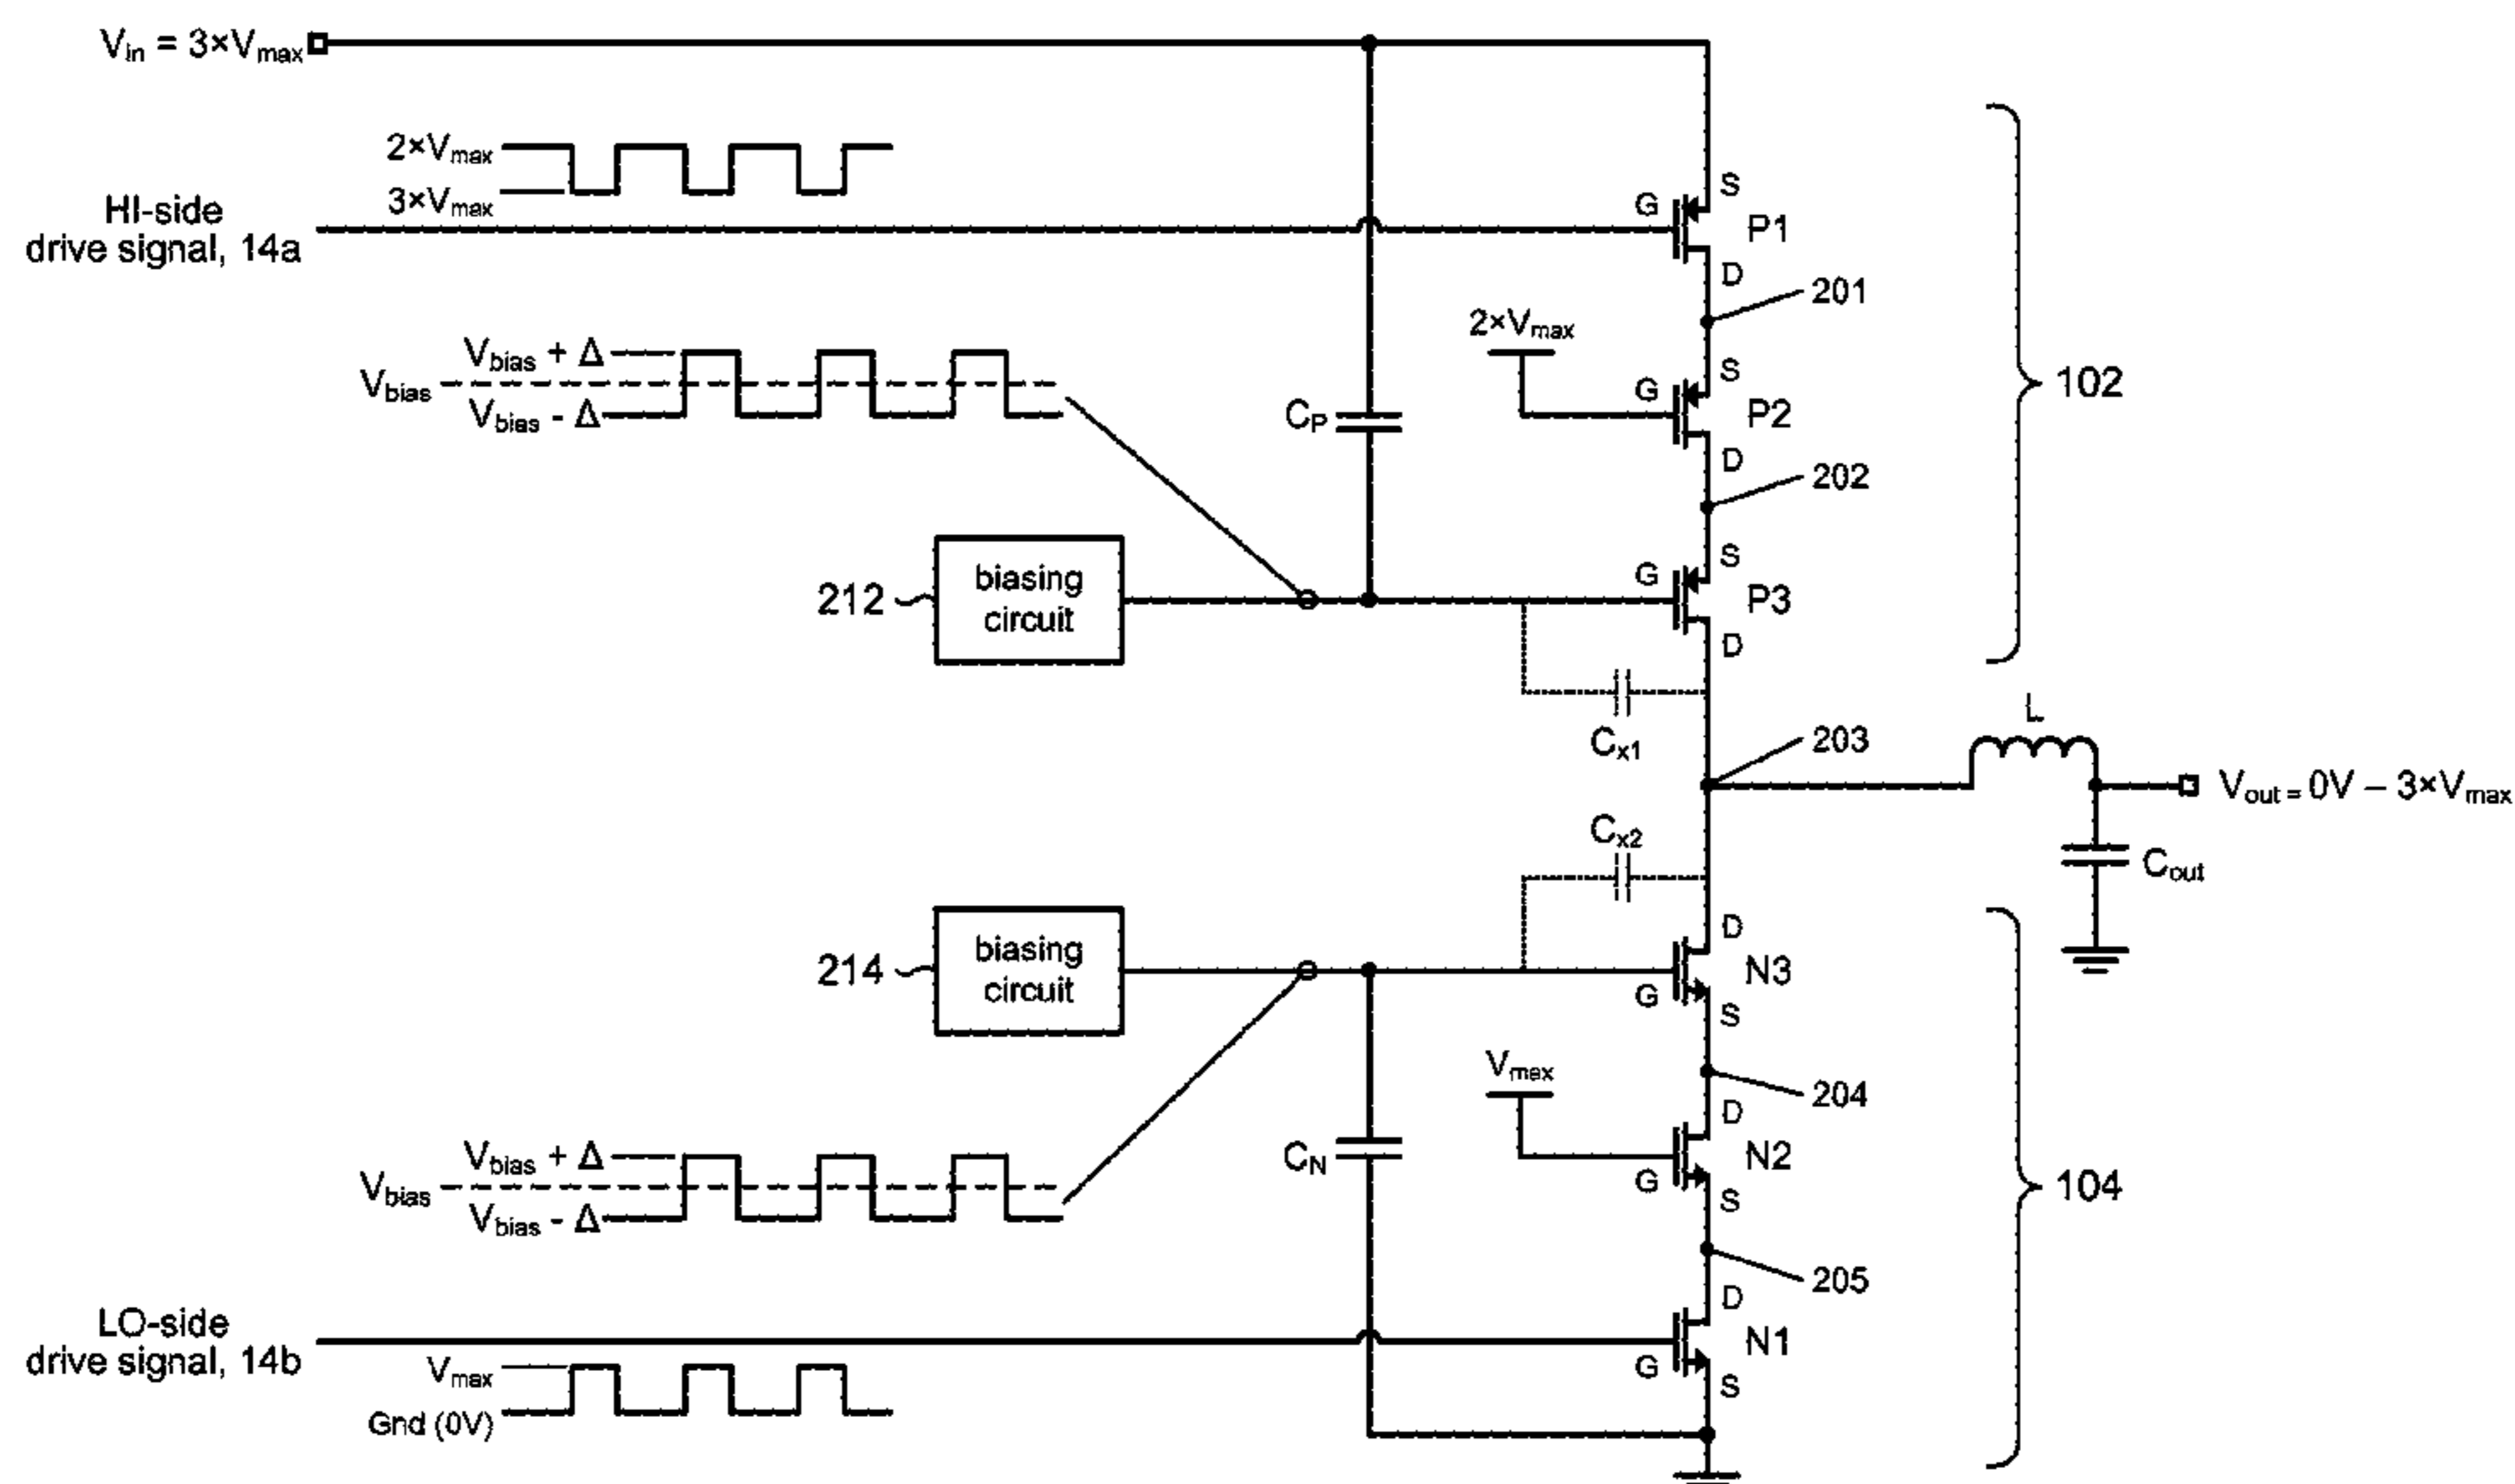 Vin = 3×Vmax
2×Vmax
3×Vmax
HI-side
drive signal, 14a
S
G
P1
D
201
2×Vmax
Vbias + Δ
Vbias
Vbias - Δ
S
G
P2
D
102
CP
202
S
G
P3
D
212
biasing
circuit
Cx1
L
203
Vout = 0V – 3×Vmax
Cx2
Cout
D
214
biasing
circuit
N3
G
S
Vmax
204
D
Vbias + Δ
Vbias
Vbias - Δ
CN
N2
G
S
104
205
D
LO-side
drive signal, 14b
N1
G
S
Vmax
Gnd (0V)